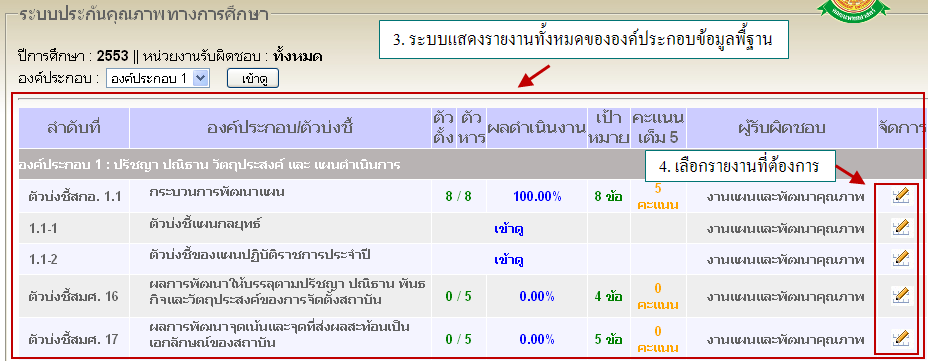 ระบบประกันคุณภาพทางการศึกษา
3. ระบบแสดงรายงานทั้งหมดขององค์ประกอบข้อมูลพื้ฐาน
ปีการศึกษา : 2553 || หน่วยงานรับผิดชอบ : ทั้งหมด
องค์ประกอบ : องค์ประกอบ 1 เข้าดู
ลำดับที่ องค์ประกอบ/ตัวบ่งชี้ ตัวตั้ง ตัวหาร ผลดำเนินงาน เป้าหมาย คะแนนเต็ม 5 ผู้รับผิดชอบ จัดการ
องค์ประกอบ 1 : ปรัชญา ปณิธาน วัตถุประสงค์ และ แผนดำเนินการ
4. เลือกรายงานที่ต้องการ
ตัวบ่งชี้สกอ. 1.1 กระบวนการพัฒนาแผน 8 / 8 100.00% 8 ข้อ 5 คะแนน งานแผนและพัฒนาคุณภาพ
1.1-1 ตัวบ่งชี้แผนกลยุทธ์ เข้าดู งานแผนและพัฒนาคุณภาพ
1.1-2 ตัวบ่งชี้ของแผนปฏิบัติราชการประจำปี เข้าดู งานแผนและพัฒนาคุณภาพ
ตัวบ่งชี้สมศ. 16 ผลการพัฒนาให้บรรลุตามปรัชญา ปณิธาน พันธ
กิจและวัตถุประสงค์ของการจัดตั้งสถาบัน 0 / 5 0.00% 4 ข้อ 0 คะแนน งานแผนและพัฒนาคุณภาพ
ตัวบ่งชี้สมศ. 17 ผลการพัฒนาจุดเน้นและจุดที่ส่งผลสะท้อนเป็น
เอกลักษณ์ของสถาบัน 0 / 5 0.00% 5 ข้อ 0 คะแนน งานแผนและพัฒนาคุณภาพ